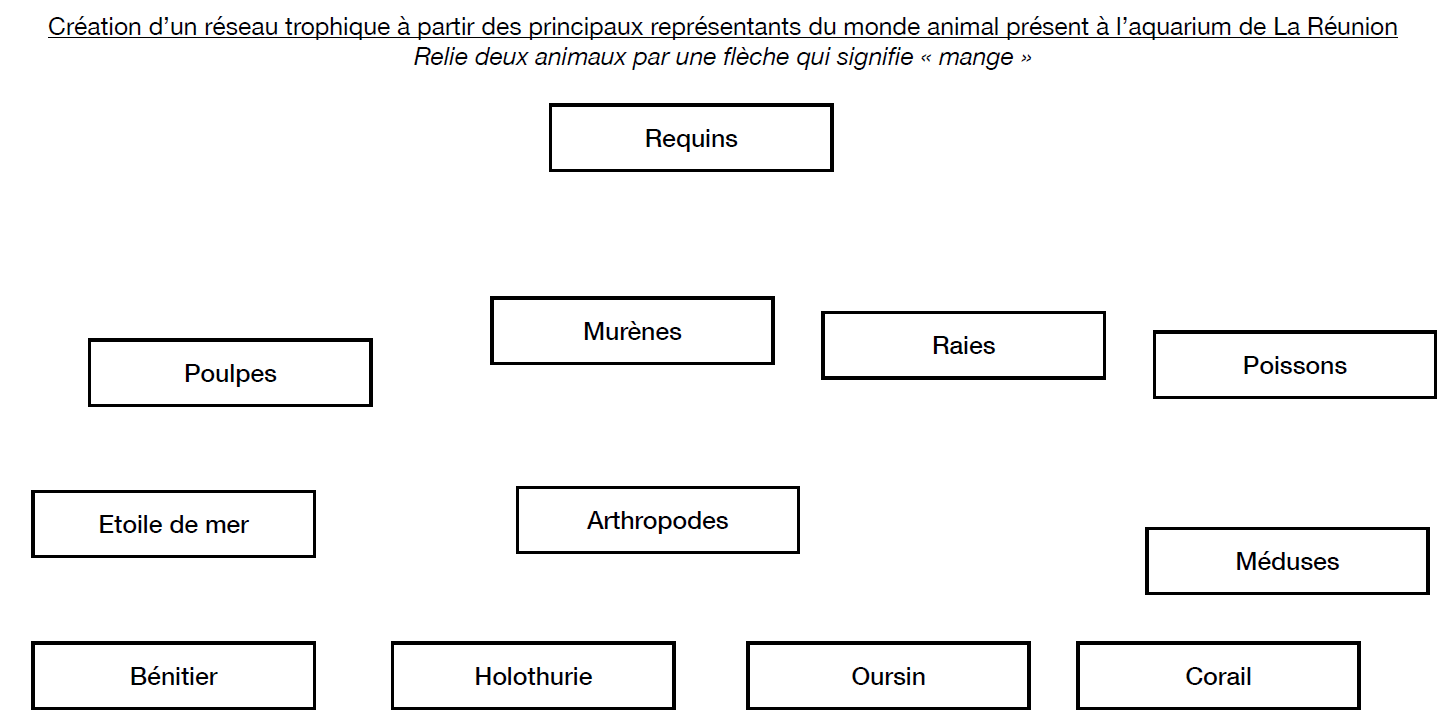 Création d’un réseau trophique à partir des principaux représentants du monde animal présent à l’aquarium de La Réunion
Relie deux animaux par une flèche qui signifie « mange »
Requins
Murènes
Raies
Poissons
Poulpes
Etoile de mer
Arthropodes
Méduses
Bénitier
Holothurie
Oursin
Corail